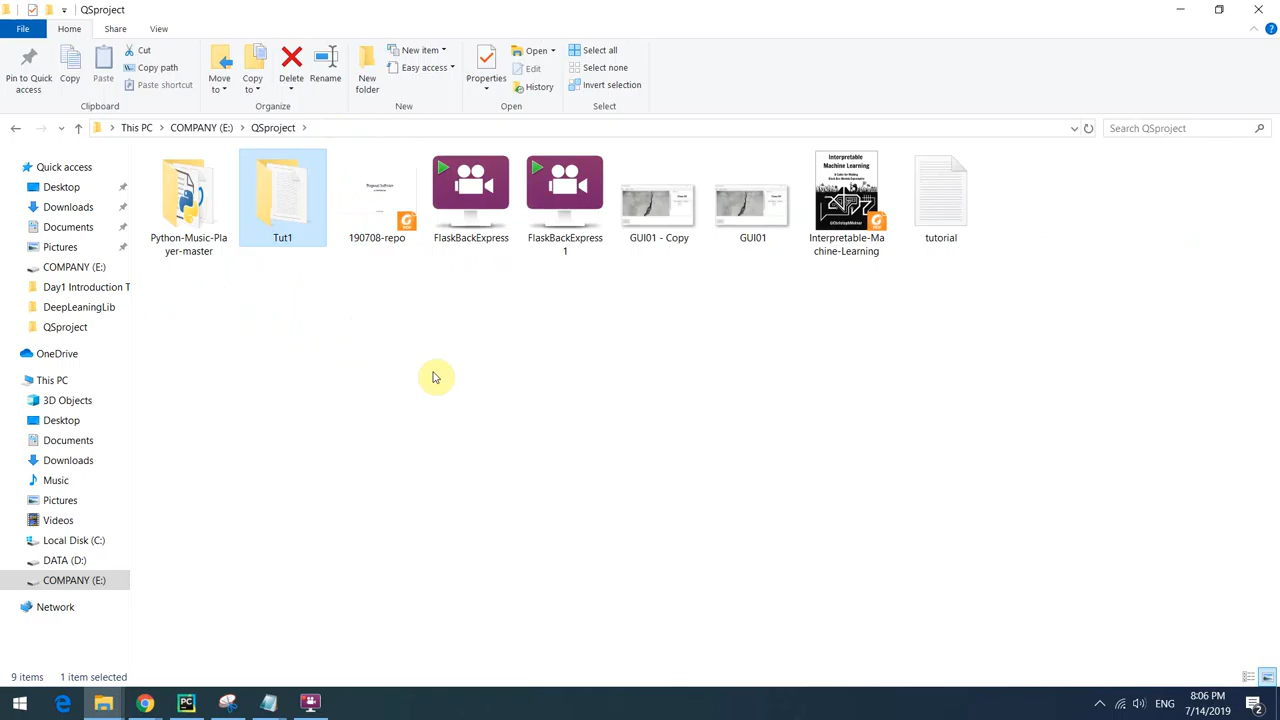 QSproject
File
Home
Share
View
Pin to Quick access
Copy
Paste
Cut
Copy path
Paste shortcut
Clipboard
Move to
Copy to
Delete
Rename
Organize
New folder
New item
Easy access
New
Properties
Open
Edit
History
Open
Select all
Select none
Invert selection
Select
This PC
COMPANY (E:)
QSproject
Search QSproject
Quick access
Desktop
Downloads
Documents
Pictures
COMPANY (E:)
Day1 Introduction T
DeepLeaningLib
QSproject
OneDrive
This PC
3D Objects
Desktop
Documents
Downloads
Music
Pictures
Videos
Local Disk (C:)
DATA (D:)
COMPANY (E:)
Network
Python-Music-Pla
yer-master
Tut1
190708-repo
FlaskBackExpress
FlaskBackExpress
1
GUI01 - Copy
GUI01
Interpretable
Machine Learning
Interpretable-Ma
chine-Learning
tutorial
9 items
1 item selected
PC
ENG
8:06 PM
7/14/2019
2